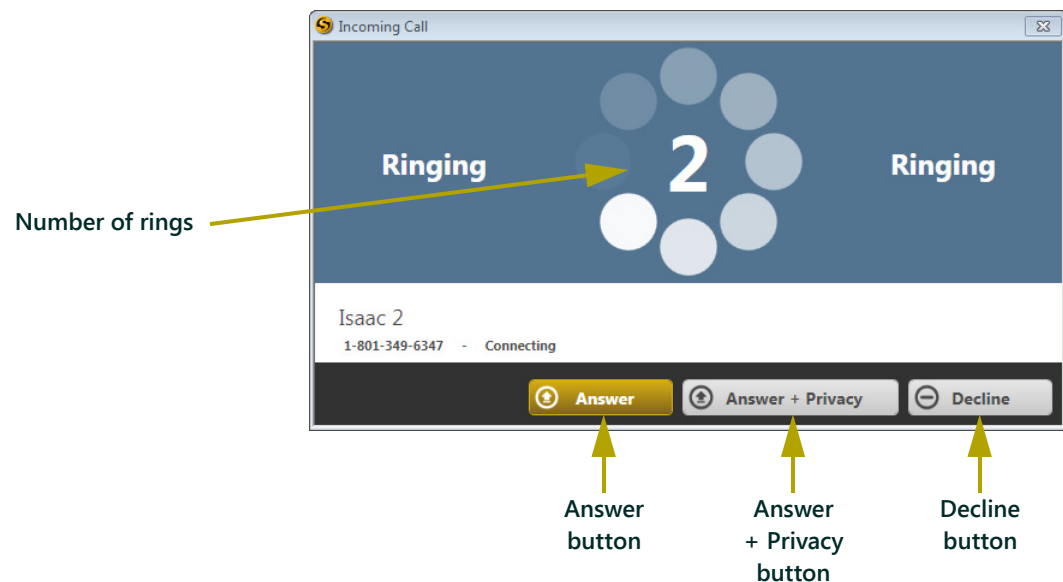 Incoming Call
Ringing
2
Ringing
Number of rings
Isaac 2
1-801-349-6347 - Connecting
Answer
Answer + Privacy
Decline
Answer
button
Answer
+ Privacy
button
Decline
button